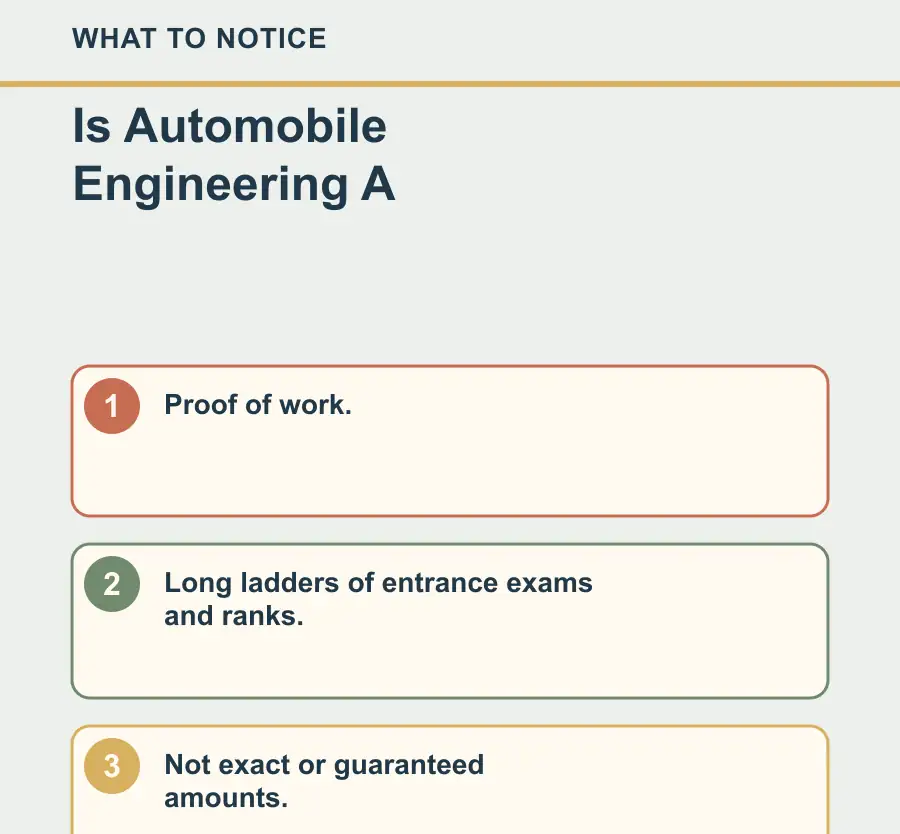 WHAT TO NOTICE
Is Automobile
Engineering A
1
Proof of work.
2
Long ladders of entrance exams
and ranks.
3
Not exact or guaranteed
amounts.